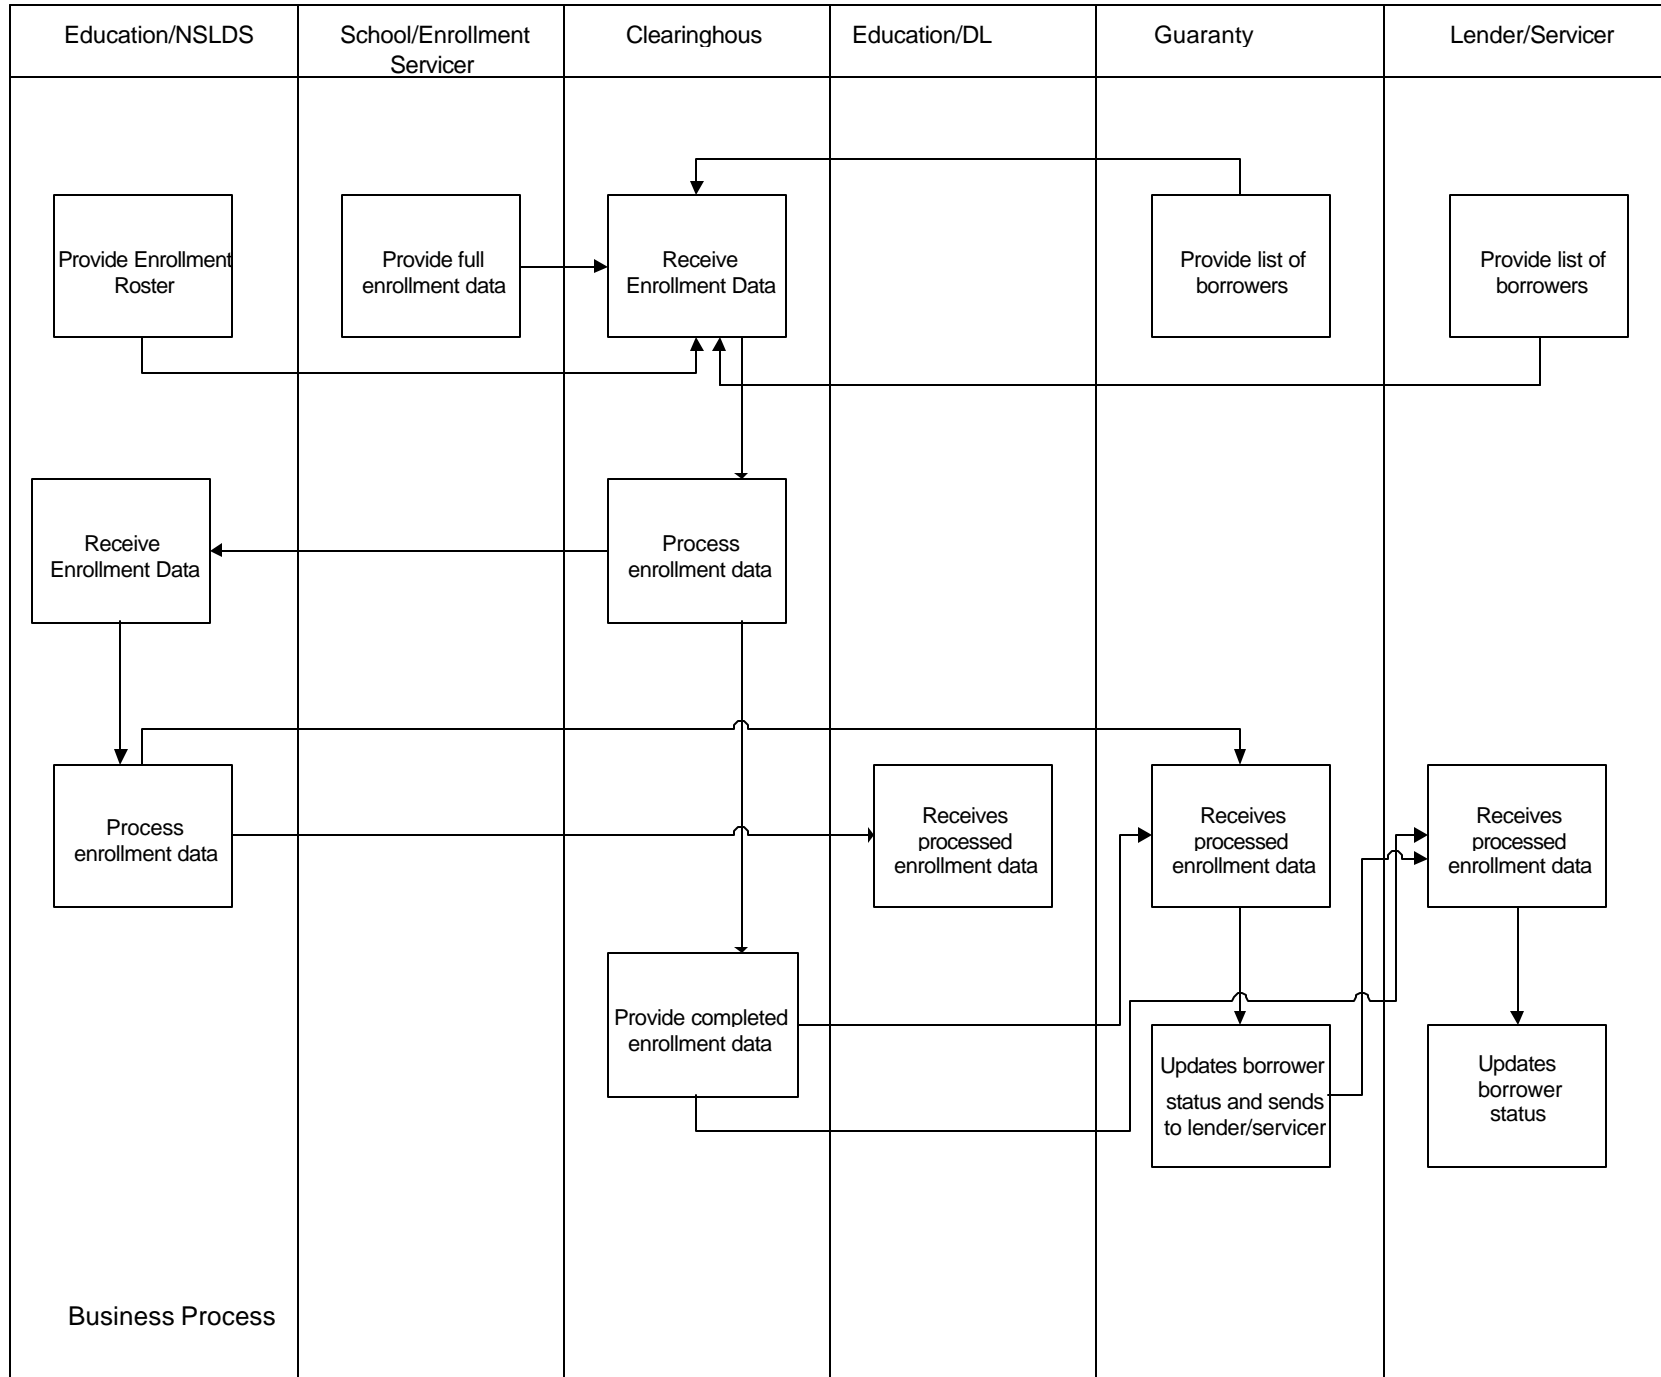 Education/NSLDS
School/Enrollment
Servicer
Clearinghous
Education/DL
Guaranty
Lender/Servicer
Provide Enrollment
Roster
Provide full
enrollment data
Receive
Enrollment Data
Provide list of
borrowers
Provide list of
borrowers
Receive
Enrollment Data
Process
enrollment data
Process
enrollment data
Receives
processed
enrollment data
Receives
processed
enrollment data
Receives
processed
enrollment data
Provide completed
enrollment data
Updates borrower
status and sends
to lender/servicer
Updates
borrower
status
Business Process